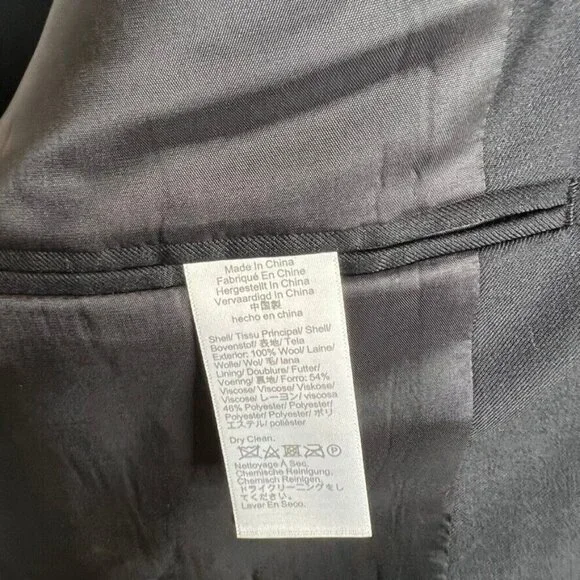 Made In China
Fabriqué En Chine
Hergestellt In China
Vervaardigd In China
中国製
hecho en china
Shell/ Tissu Principal/ Shell/
Bovenstof/ 表地/ Tela
Exterior: 100% Wool/ Laine/
Wolle/ Wol/ 毛/ lana
Lining/ Doublure/ Futter/
Voering/ 裏地/ Forro: 54%
Viscose/ Viscose/ Viskose/
Viscose/ レーヨン/ viscosa
46% Polyester/ Polyester/
Polyester/ Polyester/ ポリ
エステル/ poliéster
Dry Clean.
P
Nettoyage A Sec.
Chemische Reinigung,
Chemisch Reinigen.
ドライクリーニングをし
てください。
Lavar En Seco.